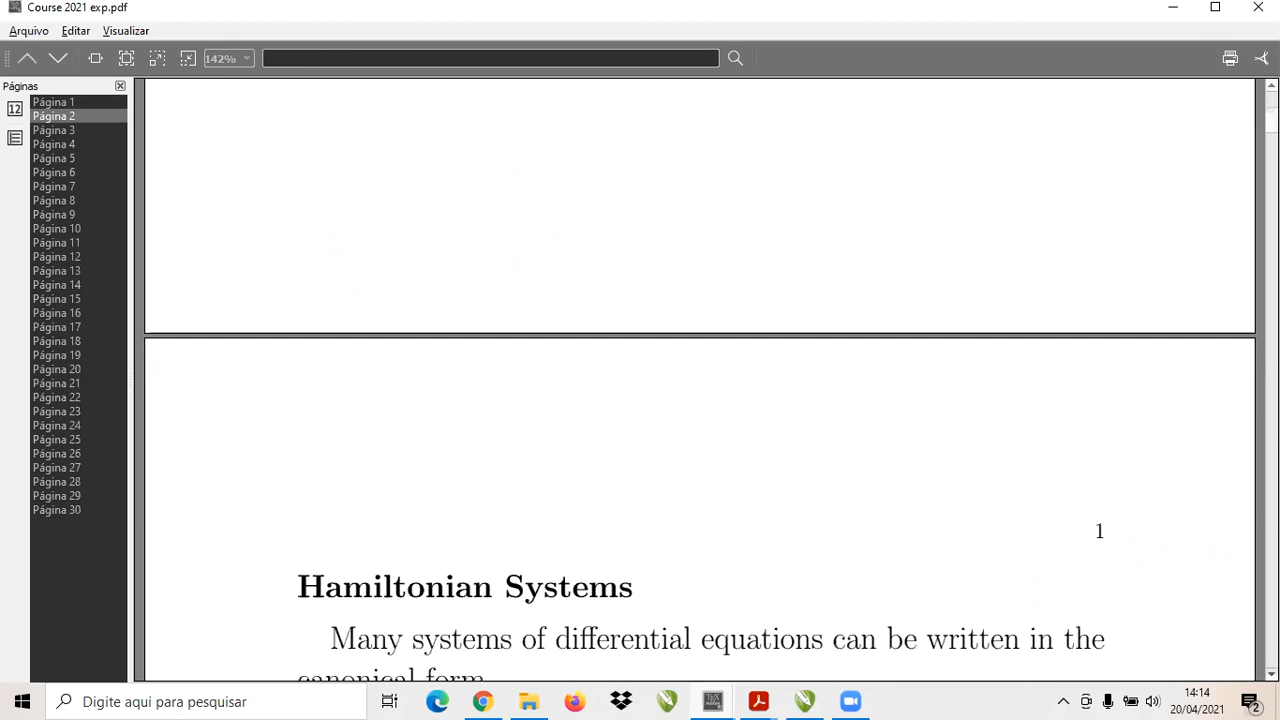 Course 2021 exp.pdf
Arquivo Editar Visualizar
142%
Páginas
12
Página 1
Página 2
Página 3
Página 4
Página 5
Página 6
Página 7
Página 8
Página 9
Página 10
Página 11
Página 12
Página 13
Página 14
Página 15
Página 16
Página 17
Página 18
Página 19
Página 20
Página 21
Página 22
Página 23
Página 24
Página 25
Página 26
Página 27
Página 28
Página 29
Página 30
1
Hamiltonian Systems
Many systems of differential equations can be written in the
canonical form
Digite aqui para pesquisar
14:14
20/04/2021
2